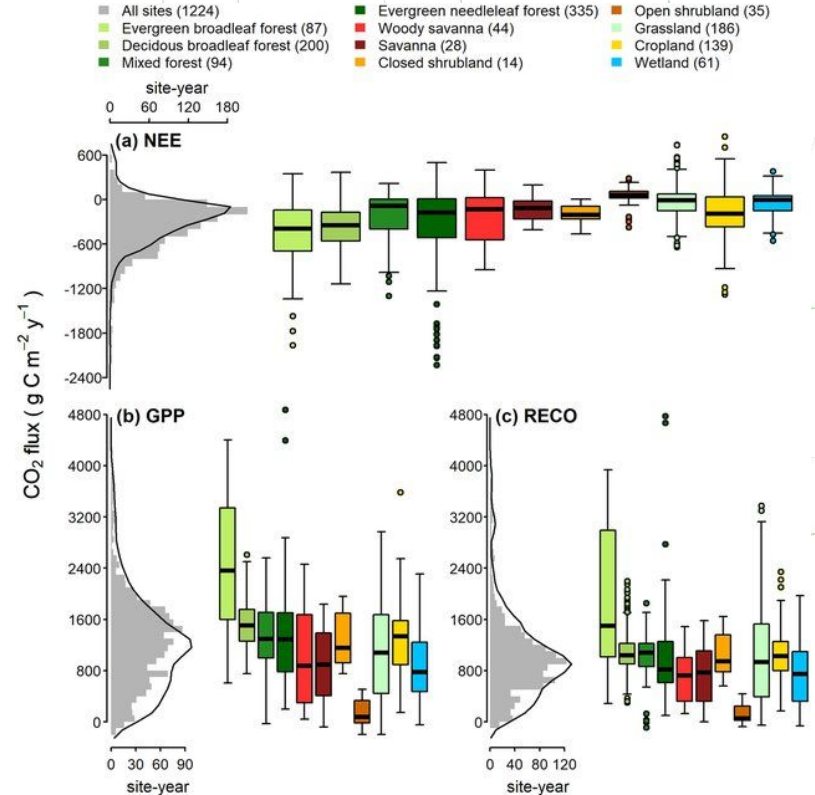 All sites (1224)
Evergreen broadleaf forest (87)
Decidous broadleaf forest (200)
Mixed forest (94)
Evergreen needleleaf forest (335)
Woody savanna (44)
Savanna (28)
Closed shrubland (14)
Open shrubland (35)
Grassland (186)
Cropland (139)
Wetland (61)
site-year
0 60 120 180
(a) NEE
600
0
-600
-1200
-1800
-2400
CO₂ flux ( g C m⁻² y⁻¹ )
(b) GPP
4800
4000
3200
2400
1600
800
0
0 30 60 90
site-year
(c) RECO
4800
4000
3200
2400
1600
800
0
0 40 80 120
site-year